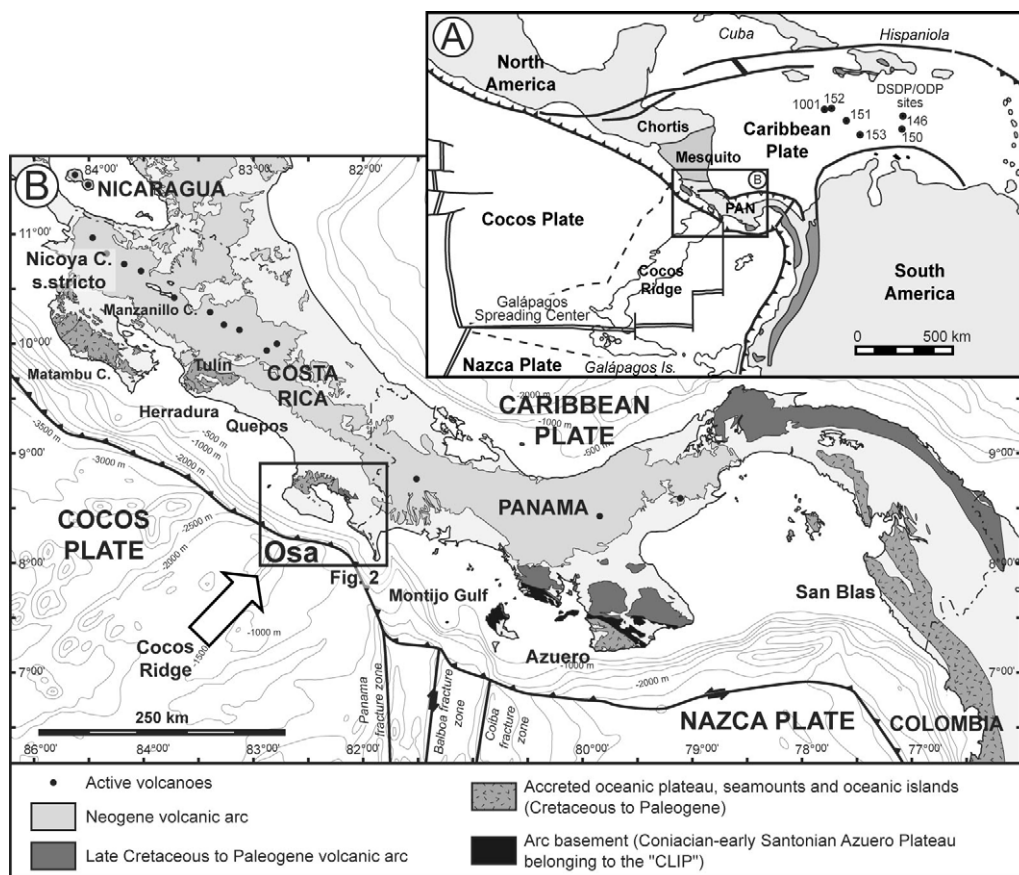 A
Cuba
Hispaniola
North
America
DSDP/ODP
sites
1001
152
151
146
153
150
Chortis
Caribbean
Plate
Mesquito
B
PAN
Cocos Plate
Cocos
Ridge
South
America
Galápagos
Spreading Center
0
500 km
Nazca Plate
Galápagos Is.
B
84°00'
83°00'
82°00'
NICARAGUA
11°00'
Nicoya C.
s.stricto
Manzanillo C.
10°00'
Matambu C.
Tulín
COSTA
RICA
Herradura
Quepos
CARIBBEAN
PLATE
-2000 m
-1000 m
-500 m
-1000 m
-2000 m
-3500 m
-3000 m
9°00'
9°00'
PANAMA
COCOS
PLATE
-2500 m
-2000 m
8°00'
Osa
Fig. 2
8°00'
Montijo Gulf
San Blas
Cocos
Ridge
-1000 m
-1500 m
Azuero
-1000 m
-2000 m
7°00'
7°00'
Panama
fracture zone
Balboa fracture
zone
Coiba fracture
zone
NAZCA PLATE
COLOMBIA
250 km
86°00'
84°00'
83°00'
82°00'
80°00'
79°00'
78°00'
77°00'
Active volcanoes
Neogene volcanic arc
Late Cretaceous to Paleogene volcanic arc
Accreted oceanic plateau, seamounts and oceanic islands
(Cretaceous to Paleogene)
Arc basement (Coniacian-early Santonian Azuero Plateau
belonging to the "CLIP")